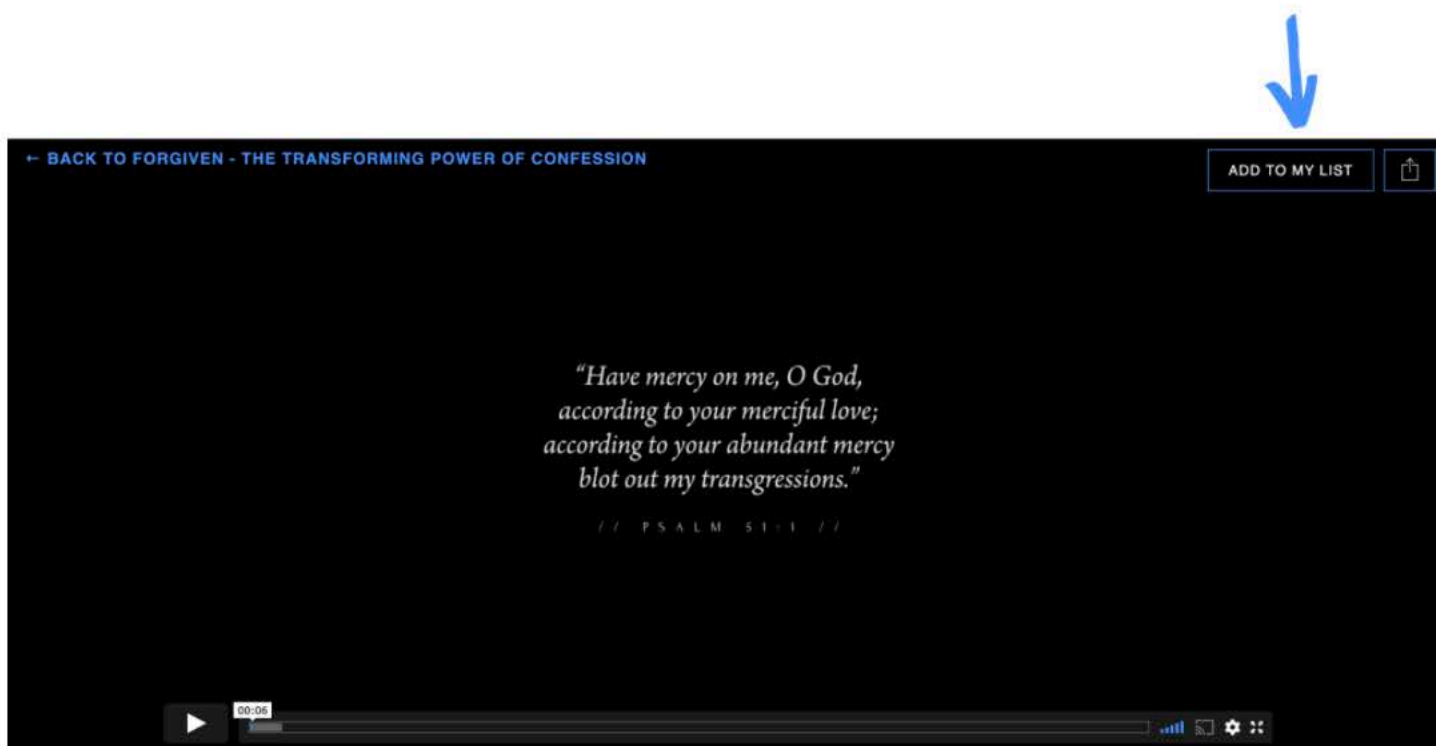 ← BACK TO FORGIVEN - THE TRANSFORMING POWER OF CONFESSION
ADD TO MY LIST
“Have mercy on me, O God,
according to your merciful love;
according to your abundant mercy
blot out my transgressions.”
// PSALM 51:1 //
00:06